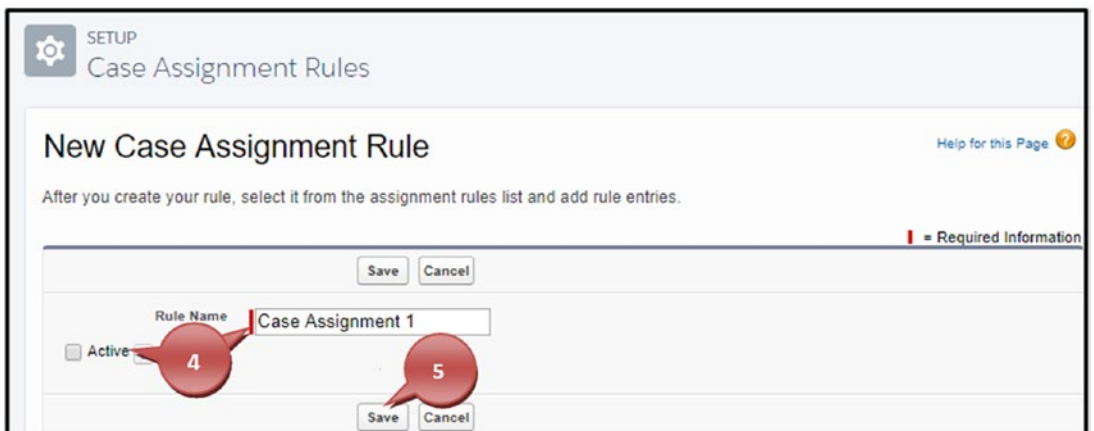 SETUP
Case Assignment Rules
New Case Assignment Rule
Help for this Page ?
After you create your rule, select it from the assignment rules list and add rule entries.
= Required Information
Save Cancel
Rule Name Case Assignment 1
Active
4
5
Save Cancel